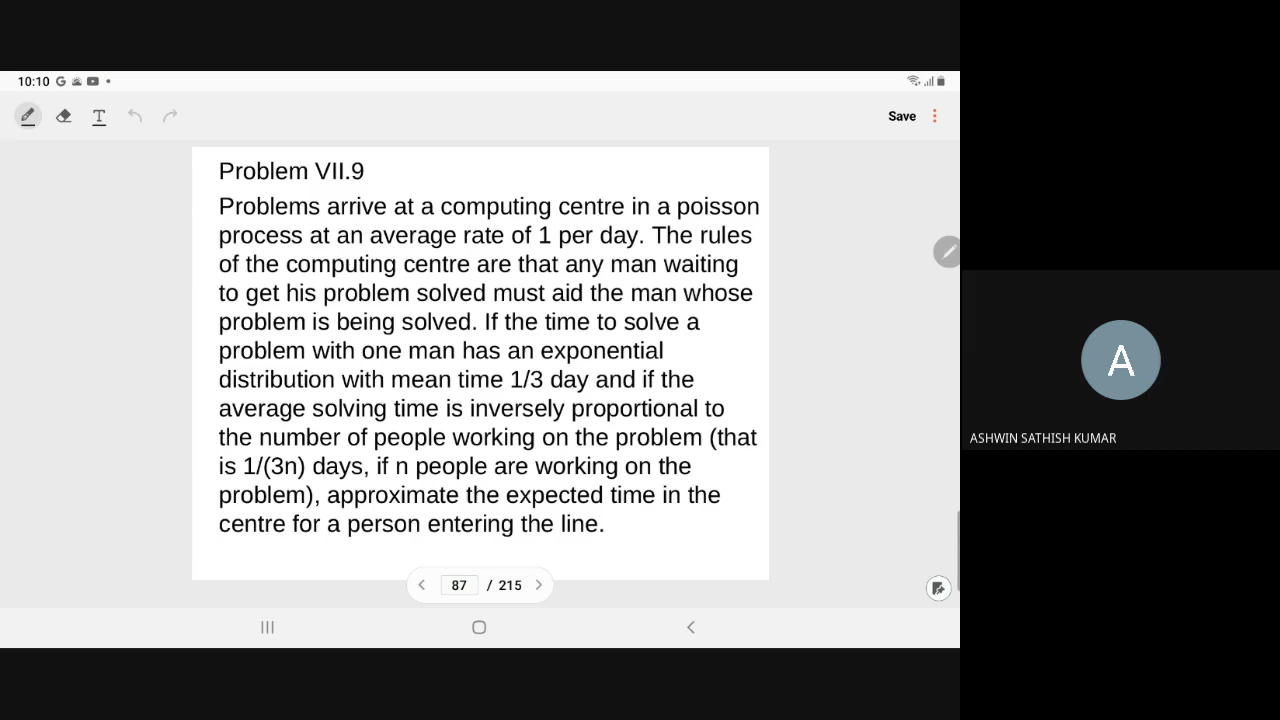 10:10 G
Save
Problem VII.9
Problems arrive at a computing centre in a poisson
process at an average rate of 1 per day. The rules
of the computing centre are that any man waiting
to get his problem solved must aid the man whose
problem is being solved. If the time to solve a
problem with one man has an exponential
distribution with mean time 1/3 day and if the
average solving time is inversely proportional to
the number of people working on the problem (that
is 1/(3n) days, if n people are working on the
problem), approximate the expected time in the
centre for a person entering the line.
87 / 215
A
ASHWIN SATHISH KUMAR